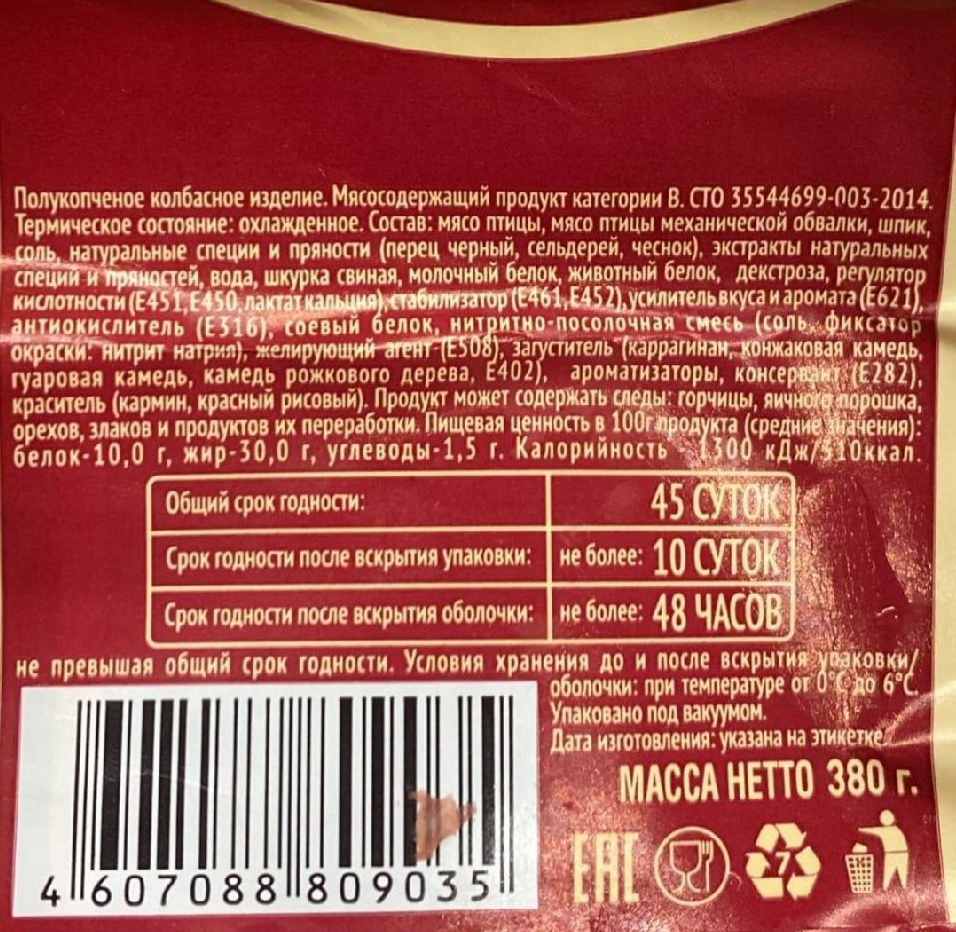 Полукопченое колбасное изделие. Мясосодержащий продукт категории В. СТО 35544699-003-2014.
Термическое состояние: охлажденное. Состав: мясо птицы, мясо птицы механической обвалки, шпик,
соль, натуральные специи и пряности (перец черный, сельдерей, чеснок), экстракты натуральных
специй и пряностей, вода, шкурка свиная, молочный белок, животный белок, декстроза, регулятор
кислотности (Е451,Е450,лактат кальция), стабилизатор (Е461,Е452), усилитель вкуса и аромата (Е621),
антиокислитель (Е316), соевый белок, нитритно-посолочная смесь (соль, фиксатор
окраски: нитрит натрия), желирующий агент-(Е508), загуститель (каррагинан, конжаковая камедь,
гуаровая камедь, камедь рожкового дерева, Е402), ароматизаторы, консервант (Е282),
краситель (кармин, красный рисовый). Продукт может содержать следы: горчицы, яичного порошка,
орехов, злаков и продуктов их переработки. Пищевая ценность в 100г продукта (средние значения):
белок-10,0 г, жир-30,0 г, углеводы-1,5 г. Калорийность - 1300 кДж/310ккал.
Общий срок годности: 45 СУТОК
Срок годности после вскрытия упаковки: не более: 10 СУТОК
Срок годности после вскрытия оболочки: не более: 48 ЧАСОВ
не превышая общий срок годности. Условия хранения до и после вскрытия упаковки/
оболочки: при температуре от 0°С до 6°С.
Упаковано под вакуумом.
Дата изготовления: указана на этикетке.
МАССА НЕТТО 380 г.
4 607088 809035
ЕАС
7